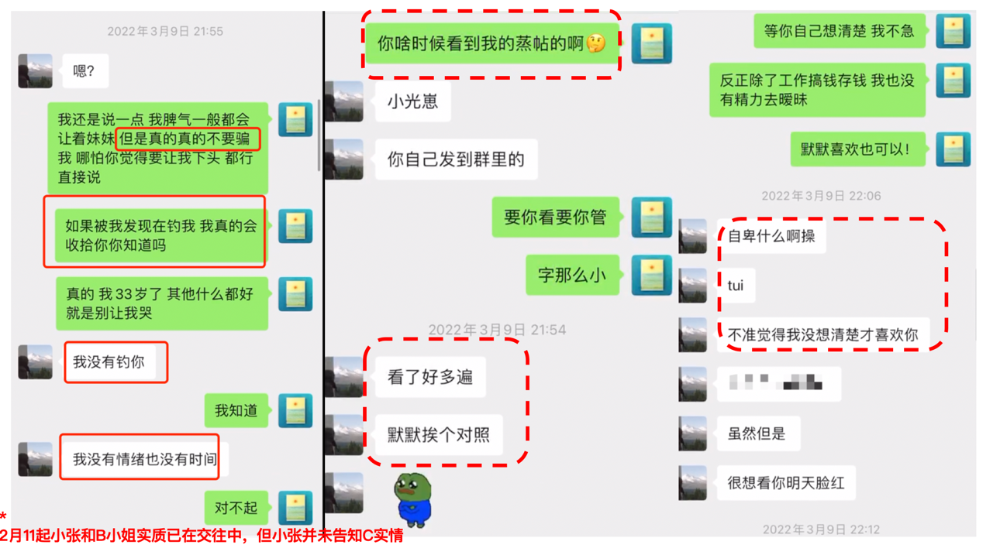 2022年3月9日 21:55
嗯?
我还是说一点 我脾气一般都会
让着妹妹 但是真的真的不要骗
我 哪怕你觉得要让我下头 都行
直接说
如果被我发现在钓我 我真的会
收拾你你知道吗
真的 我33岁了 其他什么都好
就是别让我哭
我没有钓你
我知道
我没有情绪也没有时间
对不起
*
2月11起小张和B小姐实质已在交往中，但小张并未告知C实情
你啥时候看到我的蒸帖的啊🤔
小光崽
你自己发到群里的
要你看要你管
字那么小
2022年3月9日 21:54
看了好多遍
默默挨个对照
等你自己想清楚 我不急
反正除了工作搞钱存钱 我也没
有精力去暧昧
默默喜欢也可以！
2022年3月9日 22:06
自卑什么啊操
tui
不准觉得我没想清楚才喜欢你
虽然但是
很想看你明天脸红
2022年3月9日 22:12